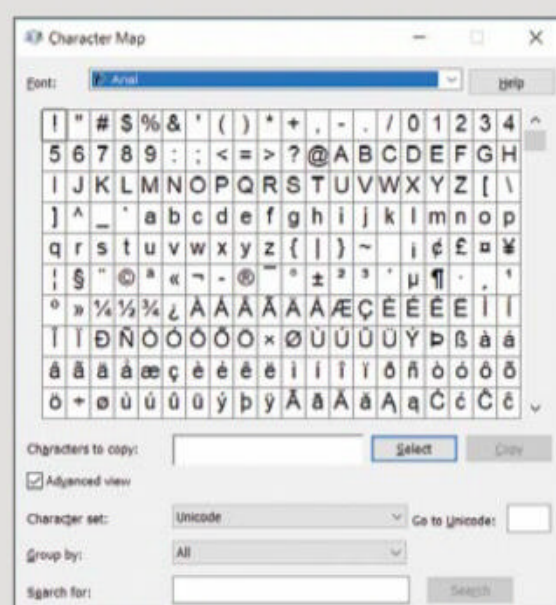 Character Map
Font: Arial Help
! " # $ % & ' ( ) * + , - . / 0 1 2 3 4
5 6 7 8 9 : ; < = > ? @ A B C D E F G H
I J K L M N O P Q R S T U V W X Y Z [ \
] ^ _ ` a b c d e f g h i j k l m n o p
q r s t u v w x y z { | } ~ ¡ ¢ £ ¤ ¥
¦ § ¨ © ª « ¬ - ® ¯ ° ± ² ³ ´ µ ¶ · ¸ ¹
º » ¼ ½ ¾ ¿ À Á Â Ã Ä Å Æ Ç È É Ê Ë Ì Í
Î Ï Ð Ñ Ò Ó Ô Õ Ö × Ø Ù Ú Û Ü Ý Þ ß à á
â ã ä å æ ç è é ê ë ì í î ï ð ñ ò ó ô õ
ö ÷ ø ù ú û ü ý þ ÿ Ā ā Ă ă Ą ą Ć ć Ĉ ĉ
Characters to copy: Select Copy
Advanced view
Character set: Unicode Go to Unicode:
Group by: All
Search for: Search